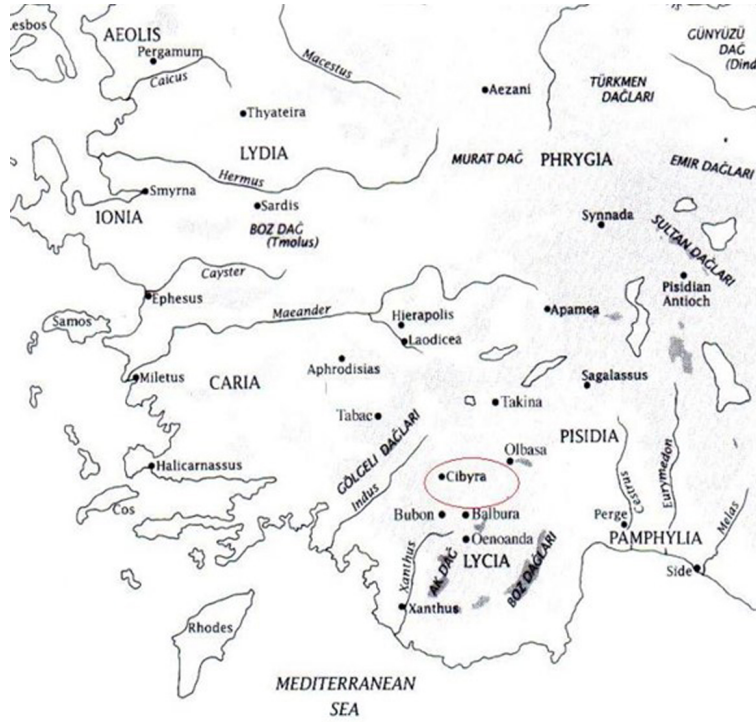 esbos
AEOLIS
Pergamum
Caicus
Macestus
GÜNYÜZÜ
DAĞ
(Dind
Aezani
TÜRKMEN
DAĞLARI
Thyateira
LYDIA
MURAT DAĞ
PHRYGIA
EMIR DAĞLARI
Hermus
Smyrna
Sardis
IONIA
BOZ DAĞ
(Tmolus)
Synnada
SULTAN DAĞLARI
Cayster
Pisidian
Antioch
Ephesus
Samos
Maeander
Hierapolis
Apamea
Laodicea
Aphrodisias
Miletus
CARIA
Sagalassus
Takina
Tabae
GÖLGELİ DAĞLARI
PISIDIA
Olbasa
Halicarnassus
Cibyra
Indus
Cestrus
Eurymedon
Cos
Bubon
Balbura
Perge
Melas
Oenoanda
PAMPHYLIA
Xanthus
AK DAĞ
LYCIA
BOZ DAĞLARI
Side
Xanthus
Rhodes
MEDITERRANEAN
SEA